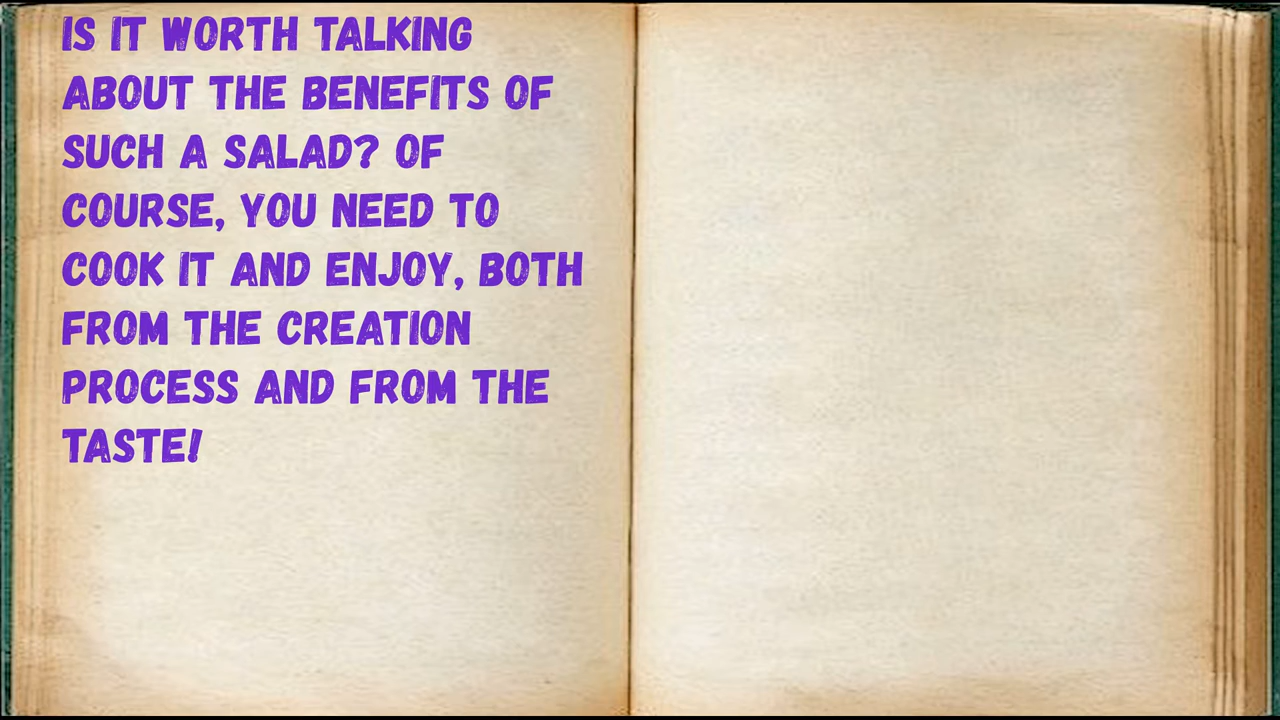 IS IT WORTH TALKING
ABOUT THE BENEFITS OF
SUCH A SALAD? OF
COURSE, YOU NEED TO
COOK IT AND ENJOY, BOTH
FROM THE CREATION
PROCESS AND FROM THE
TASTE!